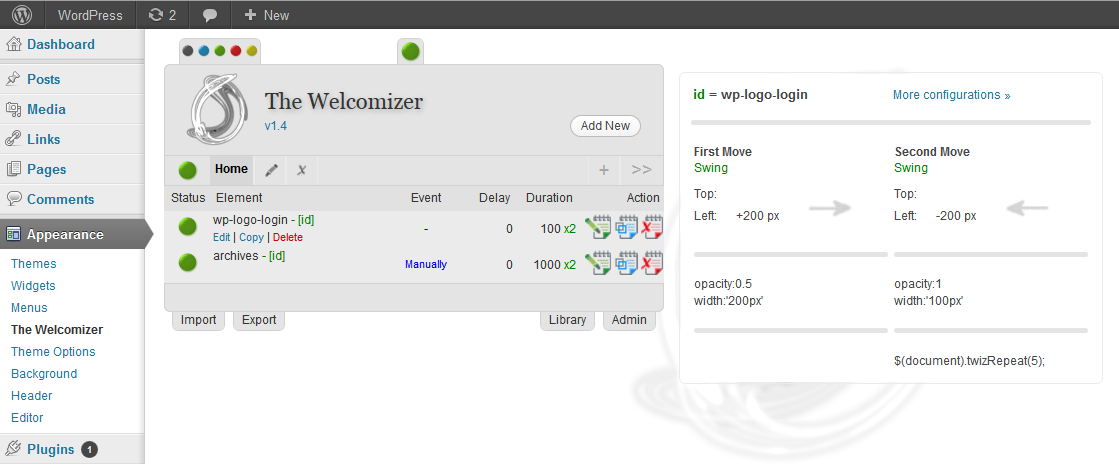 WordPress 2 + New
Dashboard
Posts
Media
Links
Pages
Comments
Appearance
Themes
Widgets
Menus
The Welcomizer
Theme Options
Background
Header
Editor
Plugins 1
The Welcomizer
v1.4
Add New
Home x + >>
Status Element Event Delay Duration Action
wp-logo-login - [id] - 0 100 x2
Edit | Copy | Delete
archives - [id] Manually 0 1000 x2
Import Export Library Admin
id = wp-logo-login More configurations »
First Move Second Move
Swing Swing
Top: Top:
Left: +200 px Left: -200 px
opacity:0.5 opacity:1
width:'200px' width:'100px'
$(document).twizRepeat(5);